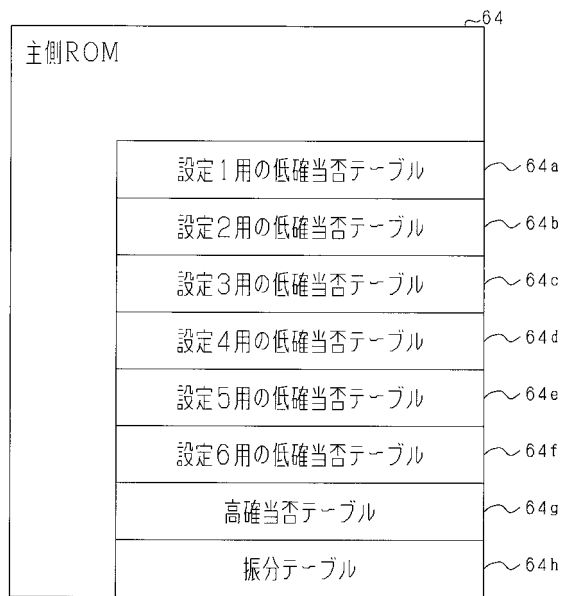 64
主側ROM
設定1用の低確当否テーブル
64a
設定2用の低確当否テーブル
64b
設定3用の低確当否テーブル
64c
設定4用の低確当否テーブル
64d
設定5用の低確当否テーブル
64e
設定6用の低確当否テーブル
64f
高確当否テーブル
64g
振分テーブル
64h